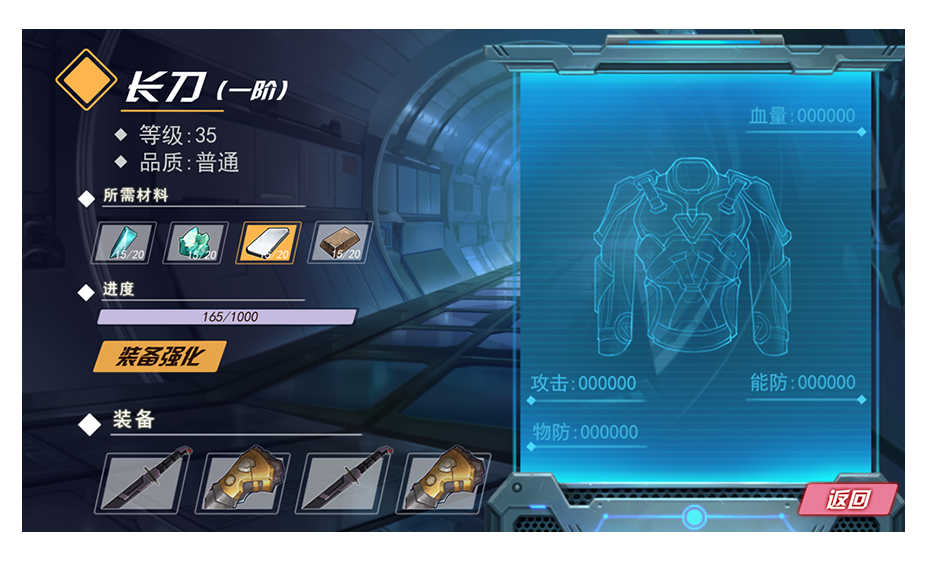 长刀(一阶)
等级:35
品质:普通
所需材料
15/20 15/20 15/20 15/20
进度
165/1000
装备强化
装备
血量:000000
攻击:000000 能防:000000
物防:000000
返回